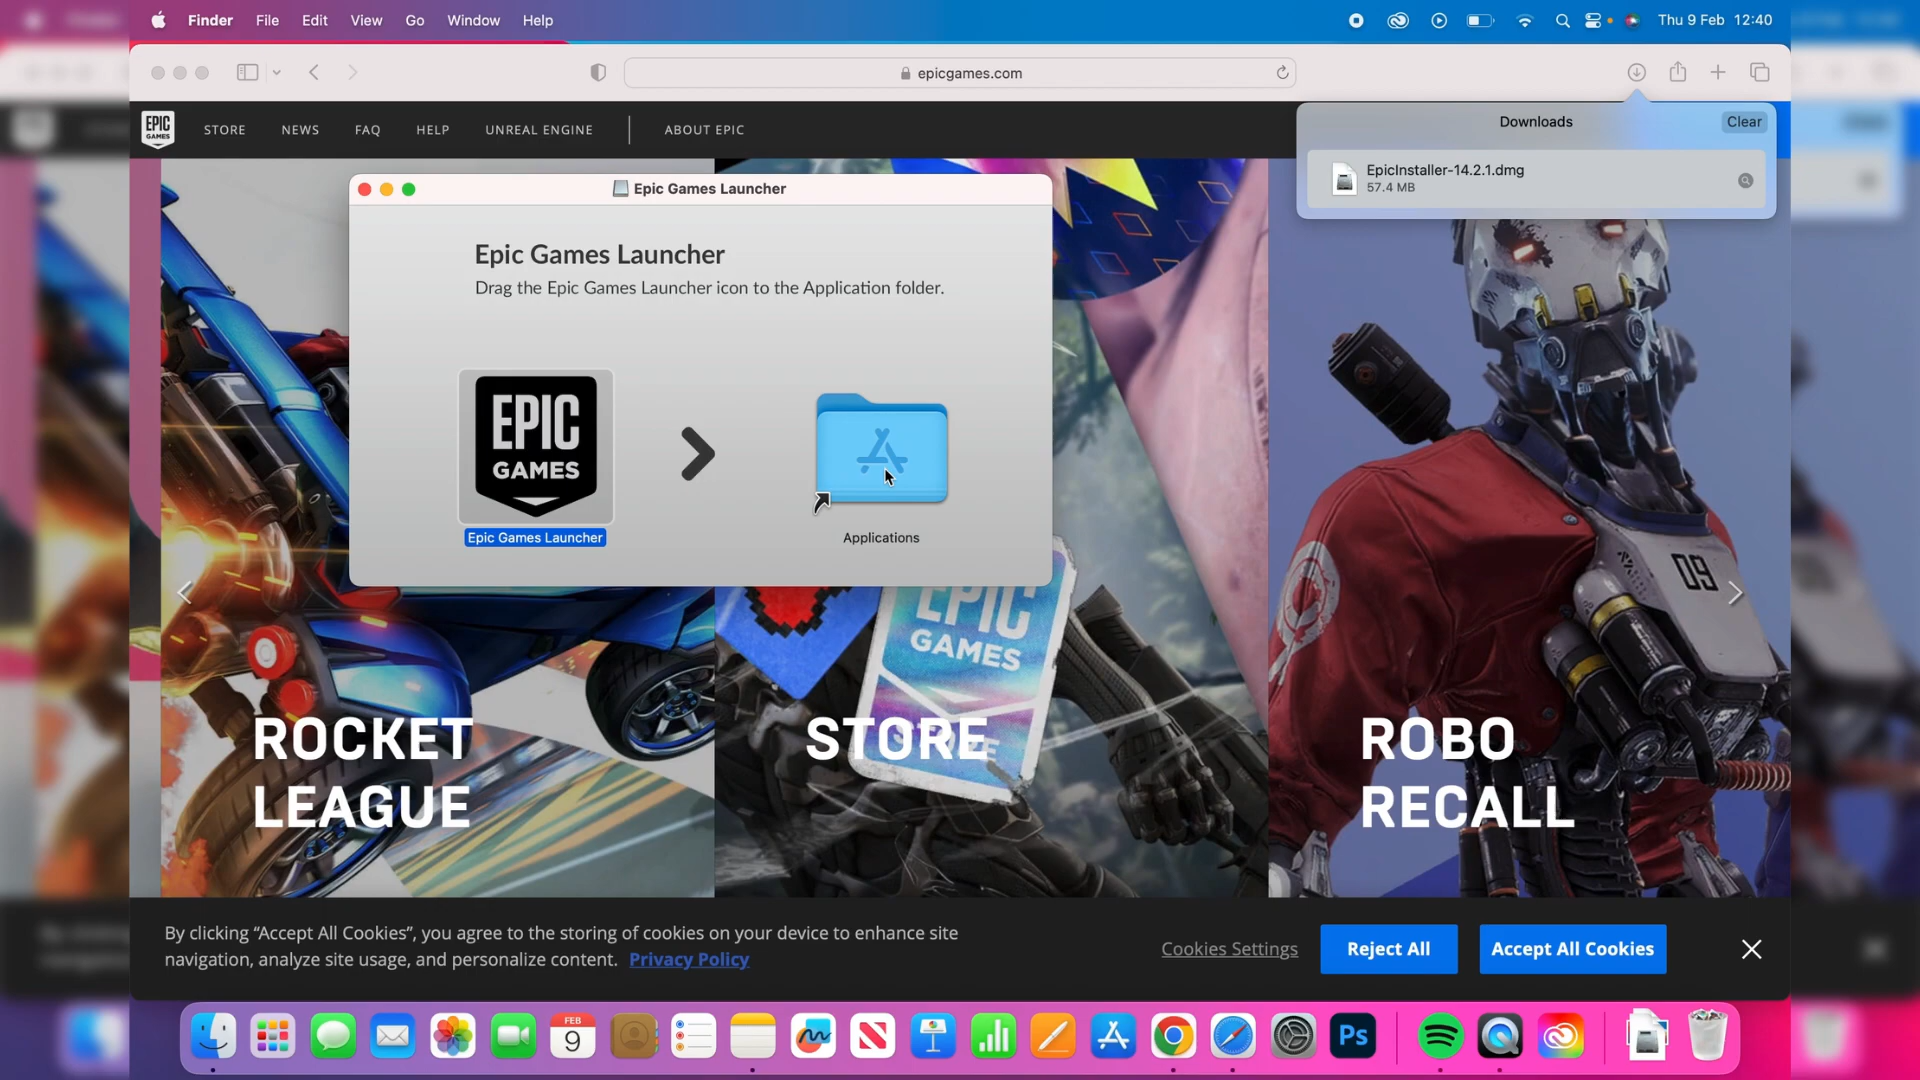 Finder File Edit View Go Window Help
Thu 9 Feb 12:40
epicgames.com
EPIC
GAMES
STORE NEWS FAQ HELP UNREAL ENGINE ABOUT EPIC
Downloads Clear
EpicInstaller-14.2.1.dmg
57.4 MB
Epic Games Launcher
Epic Games Launcher
Drag the Epic Games Launcher icon to the Application folder.
EPIC
GAMES
Epic Games Launcher
Applications
EPIC
GAMES
09
ROCKET
LEAGUE
STORE
ROBO
RECALL
By clicking “Accept All Cookies”, you agree to the storing of cookies on your device to enhance site
navigation, analyze site usage, and personalize content. Privacy Policy
Cookies Settings
Reject All
Accept All Cookies
FEB
9
Ps